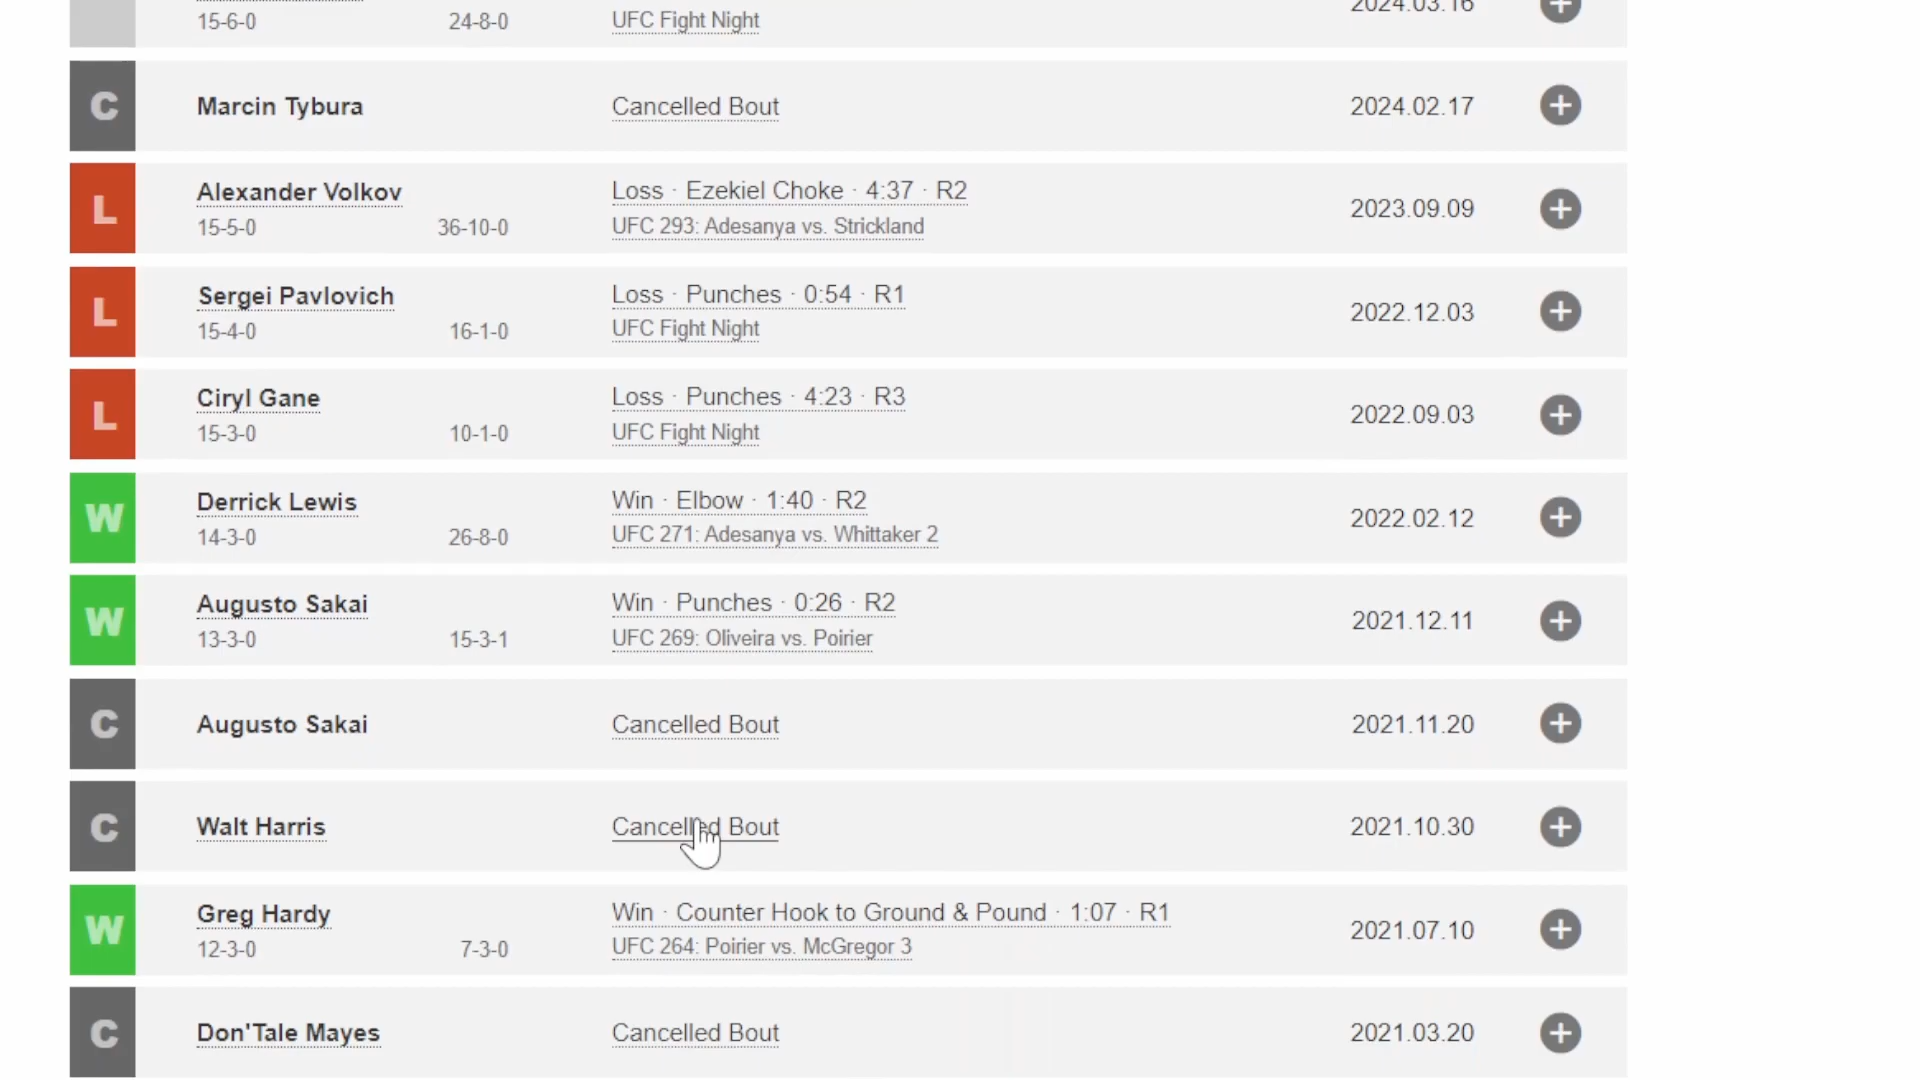 2024.03.16
15-6-0 24-8-0 UFC Fight Night
C Marcin Tybura Cancelled Bout 2024.02.17
Alexander Volkov Loss · Ezekiel Choke · 4:37 · R2
L 2023.09.09
15-5-0 36-10-0 UFC 293: Adesanya vs. Strickland
Sergei Pavlovich Loss · Punches · 0:54 · R1
L 2022.12.03
15-4-0 16-1-0 UFC Fight Night
Ciryl Gane Loss · Punches · 4:23 · R3
L 2022.09.03
15-3-0 10-1-0 UFC Fight Night
Derrick Lewis Win · Elbow · 1:40 · R2
W 2022.02.12
14-3-0 26-8-0 UFC 271: Adesanya vs. Whittaker 2
Augusto Sakai Win · Punches · 0:26 · R2
W 2021.12.11
13-3-0 15-3-1 UFC 269: Oliveira vs. Poirier
C Augusto Sakai Cancelled Bout 2021.11.20
C Walt Harris Cancelled Bout 2021.10.30
Greg Hardy Win · Counter Hook to Ground & Pound · 1:07 · R1
W 2021.07.10
12-3-0 7-3-0 UFC 264: Poirier vs. McGregor 3
C Don'Tale Mayes Cancelled Bout 2021.03.20